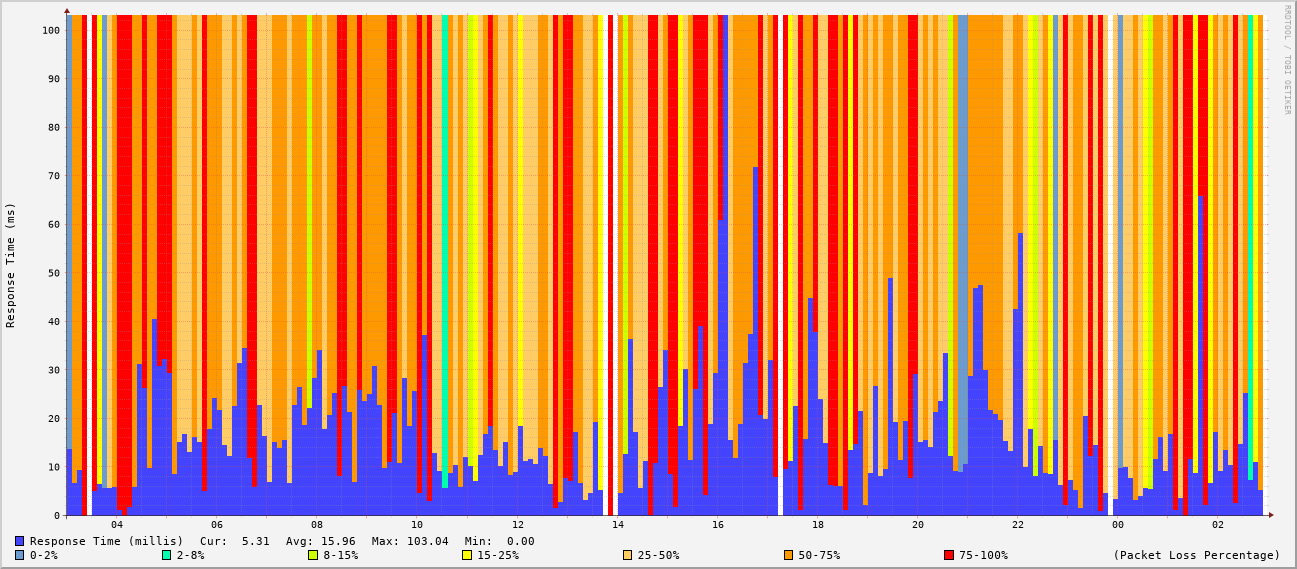 RRDTOOL / TOBI OETIKER
Response Time (ms)
100
90
80
70
60
50
40
30
20
10
0
04 06 08 10 12 14 16 18 20 22 00 02
Response Time (millis) Cur: 5.31 Avg: 15.96 Max: 103.04 Min: 0.00
0-2% 2-8% 8-15% 15-25% 25-50% 50-75% 75-100% (Packet Loss Percentage)